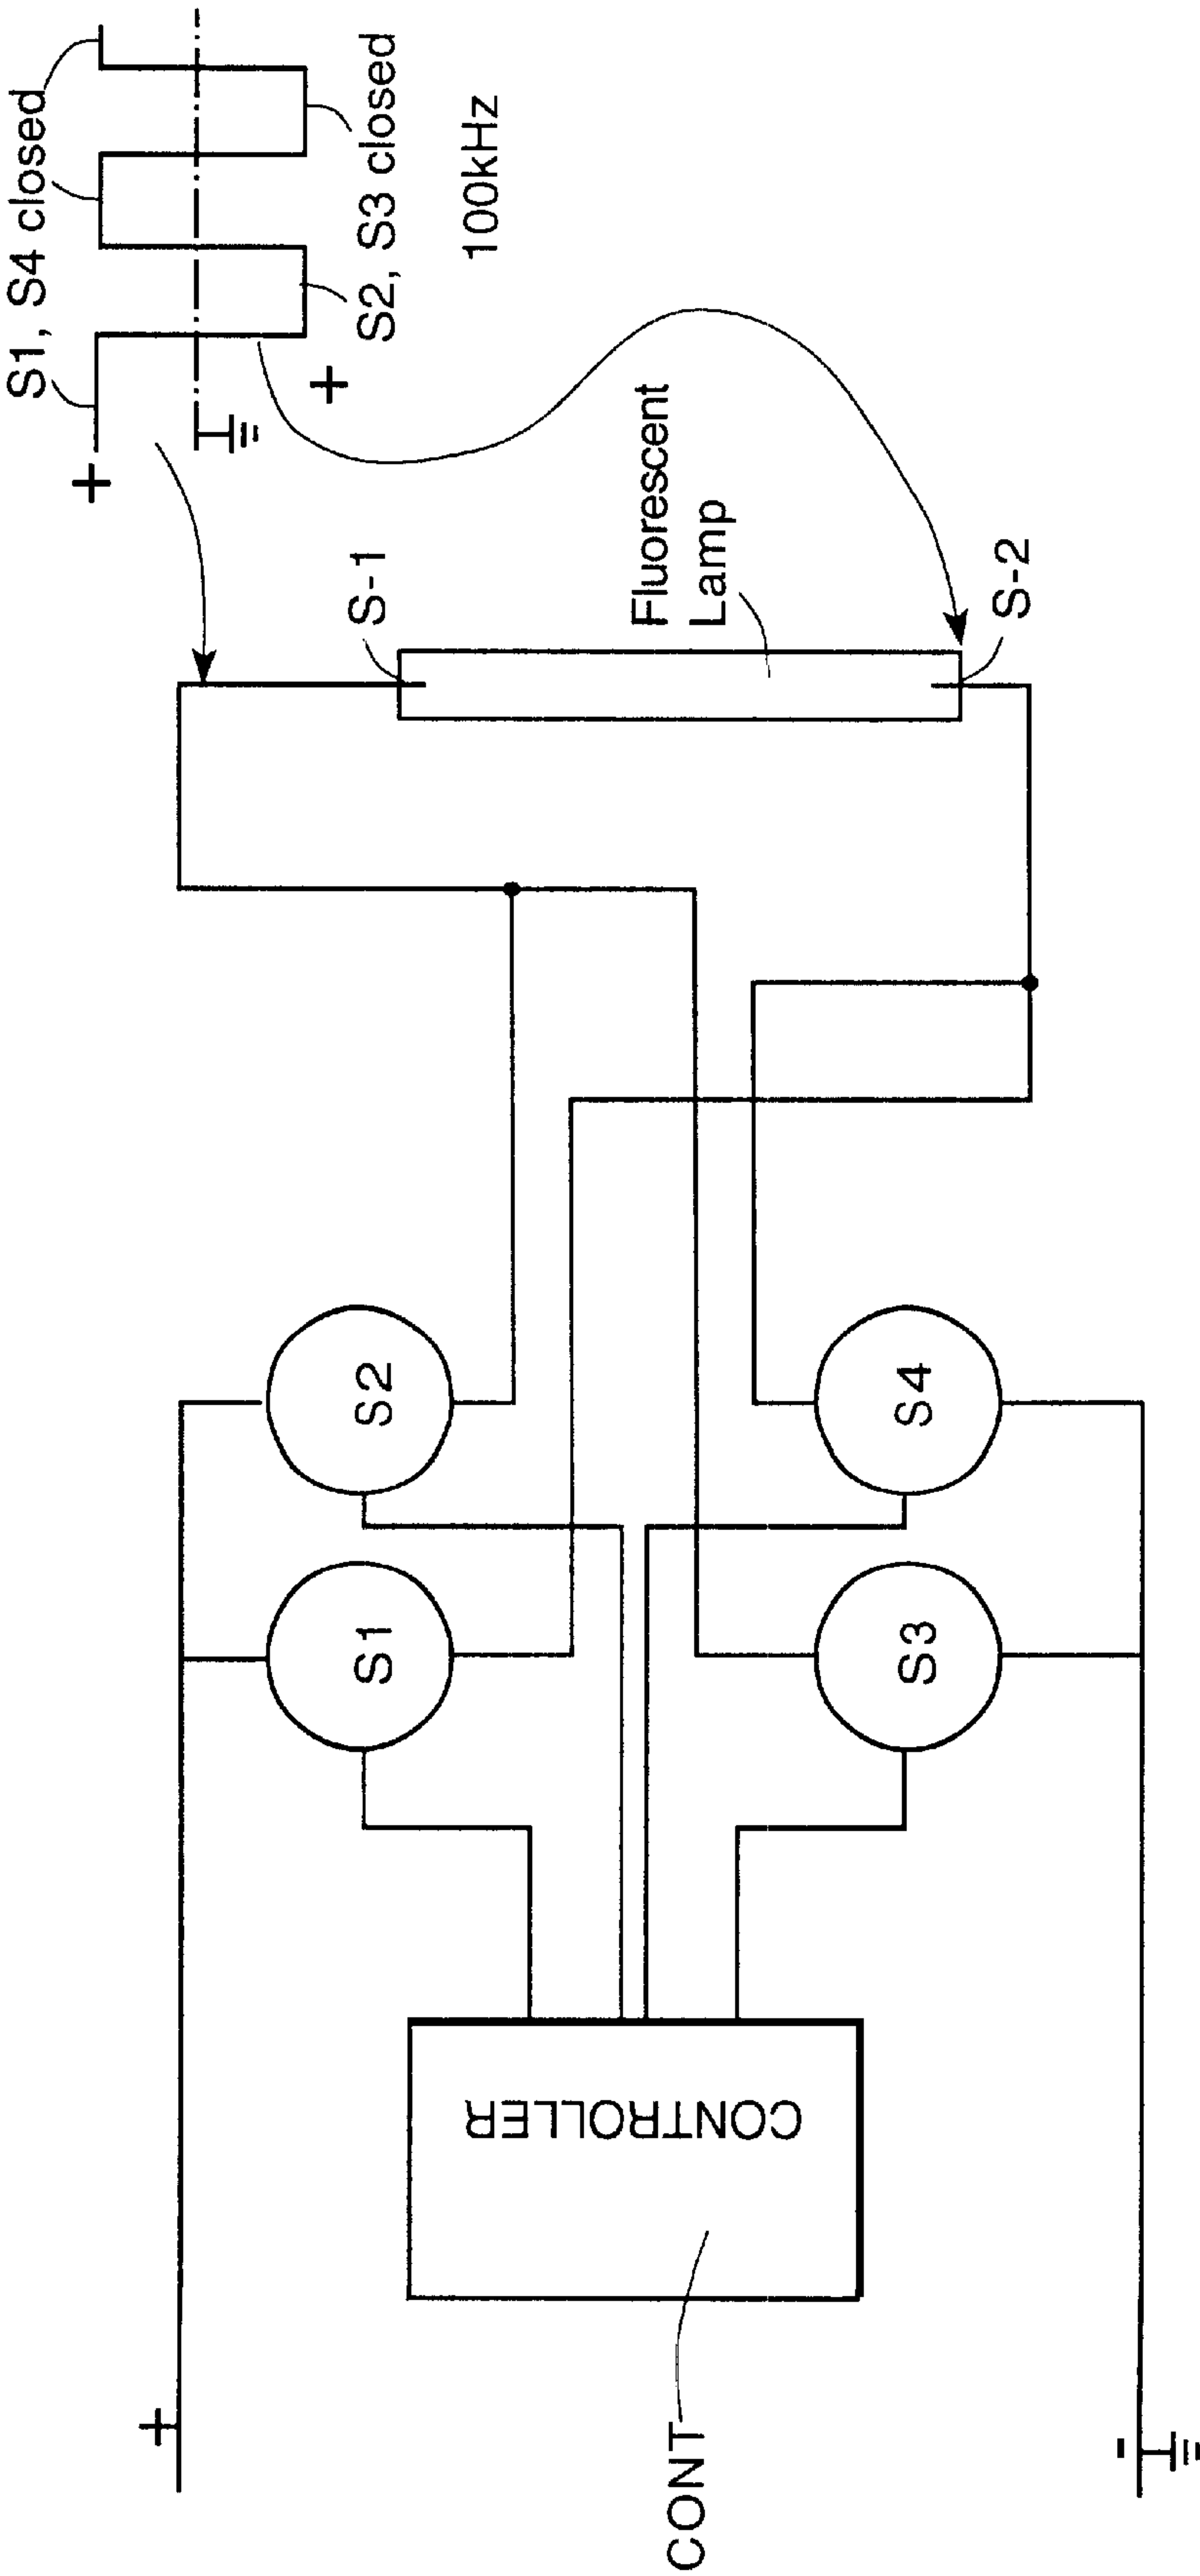 S1, S4 closed
+
S2, S3 closed
+
100kHz
S-1
Fluorescent
Lamp
S-2
S2
S4
S1
S3
CONTROLLER
CONT
+
-